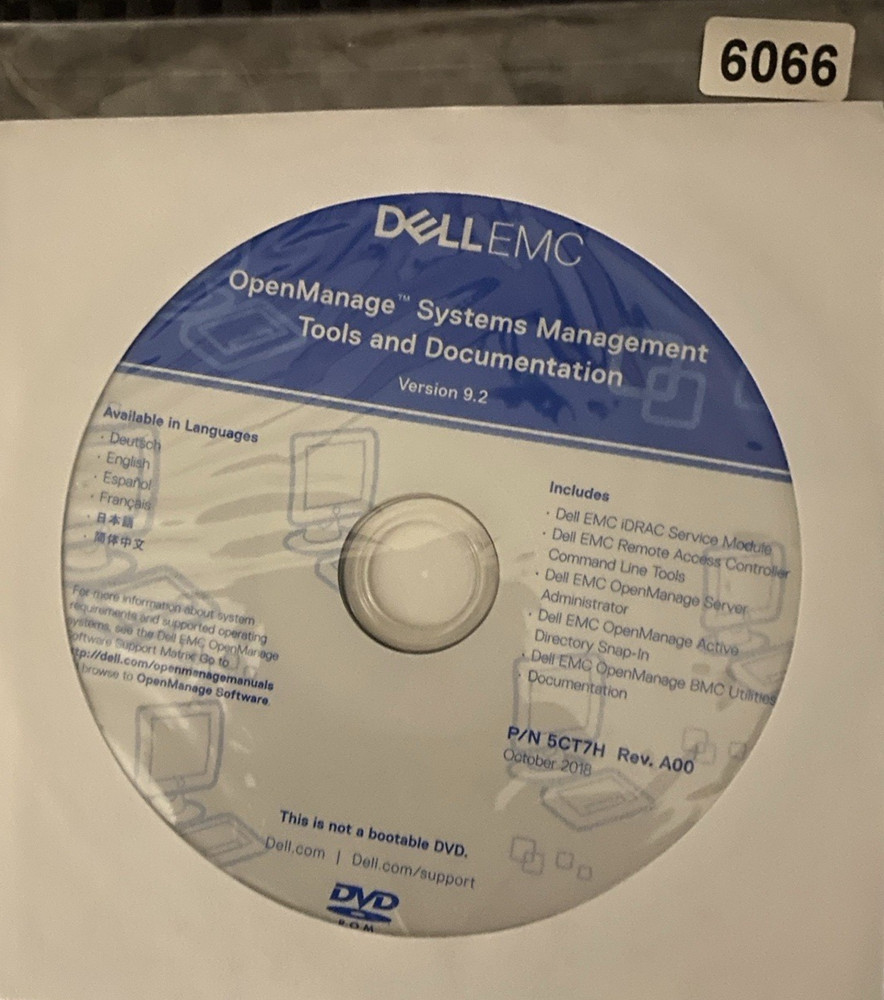 6066
DELL EMC
OpenManage™ Systems Management
Tools and Documentation
Version 9.2
Available in Languages
· Deutsch
· English
· Español
· Français
· 日本語
· 简体中文
For more information about system
requirements and supported operating
systems, see the Dell EMC OpenManage
oftware Support Matrix Go to
tp://dell.com/openmanagemanuals
browse to OpenManage Software.
Includes
· Dell EMC iDRAC Service Module
· Dell EMC Remote Access Controller
Command Line Tools
· Dell EMC OpenManage Server
Administrator
· Dell EMC OpenManage Active
Directory Snap-In
· Dell EMC OpenManage BMC Utilities
· Documentation
P/N 5CT7H Rev. A00
October 2018
This is not a bootable DVD.
Dell.com | Dell.com/support
DVD
ROM